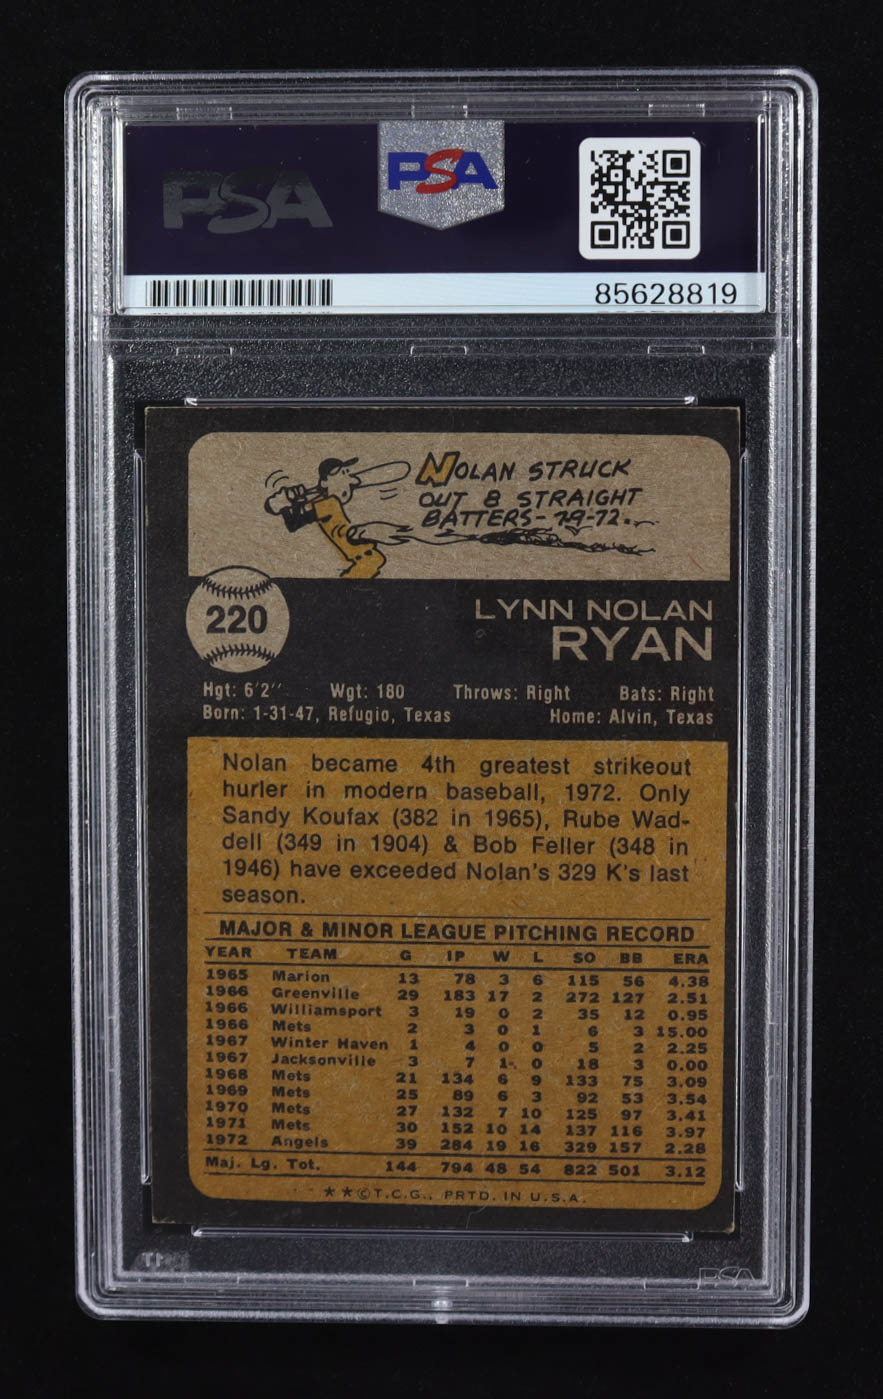 PSA
PSA
85628819
NOLAN STRUCK
OUT 8 STRAIGHT
BATTERS-7-9-72.
220
LYNN NOLAN
RYAN
Hgt: 6'2" Wgt: 180 Throws: Right Bats: Right
Born: 1-31-47, Refugio, Texas Home: Alvin, Texas
Nolan became 4th greatest strikeout
hurler in modern baseball, 1972. Only
Sandy Koufax (382 in 1965), Rube Wad-
dell (349 in 1904) & Bob Feller (348 in
1946) have exceeded Nolan's 329 K's last
season.
MAJOR & MINOR LEAGUE PITCHING RECORD
YEAR TEAM G IP W L SO BB ERA
1965 Marion 13 78 3 6 115 56 4.38
1966 Greenville 29 183 17 2 272 127 2.51
1966 Williamsport 3 19 0 2 35 12 0.95
1966 Mets 2 3 0 1 6 3 15.00
1967 Winter Haven 1 4 0 0 5 2 2.25
1967 Jacksonville 3 7 1 0 18 3 0.00
1968 Mets 21 134 6 9 133 75 3.09
1969 Mets 25 89 6 3 92 53 3.54
1970 Mets 27 132 7 10 125 97 3.41
1971 Mets 30 152 10 14 137 116 3.97
1972 Angels 39 284 19 16 329 157 2.28
Maj. Lg. Tot. 144 794 48 54 822 501 3.12
**©T.C.G., PRTD. IN U.S.A.
PSA